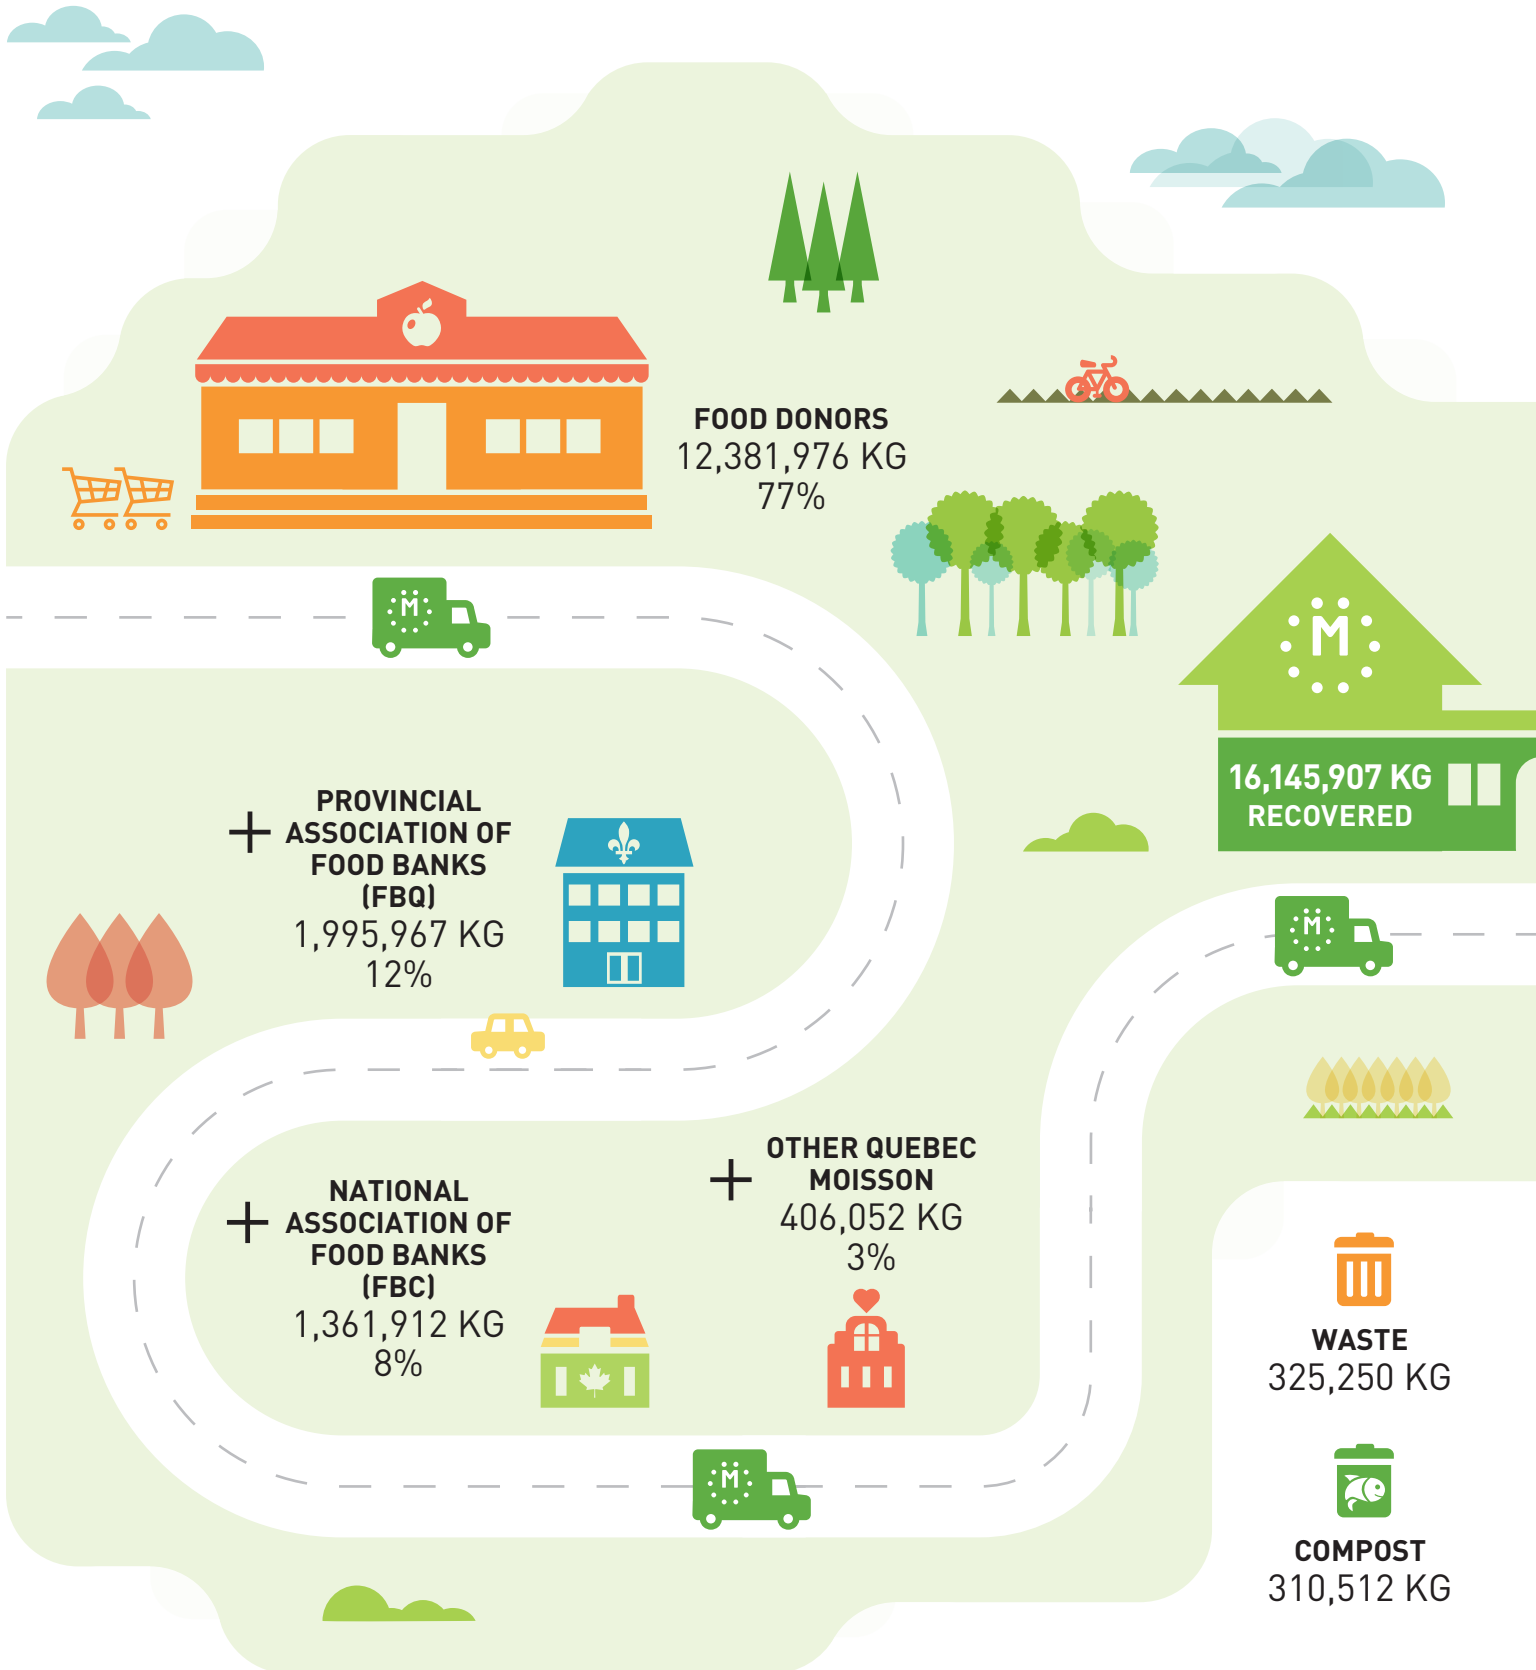 FOOD DONORS
12,381,976 KG
77%
M
M
16,145,907 KG
RECOVERED
+
PROVINCIAL
ASSOCIATION OF
FOOD BANKS
(FBQ)
1,995,967 KG
12%
M
+
OTHER QUEBEC
MOISSON
406,052 KG
3%
+
NATIONAL
ASSOCIATION OF
FOOD BANKS
(FBC)
1,361,912 KG
8%
M
WASTE
325,250 KG
COMPOST
310,512 KG